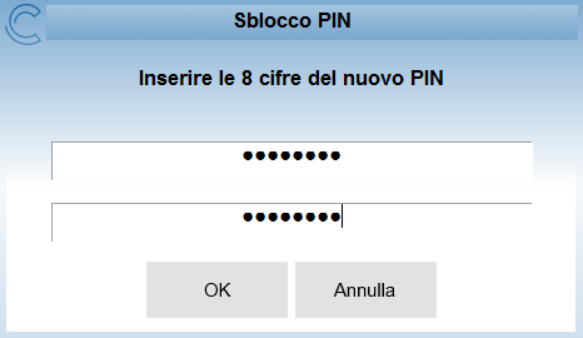 Sblocco PIN
Inserire le 8 cifre del nuovo PIN
●●●●●●●●
●●●●●●●●
OK Annulla